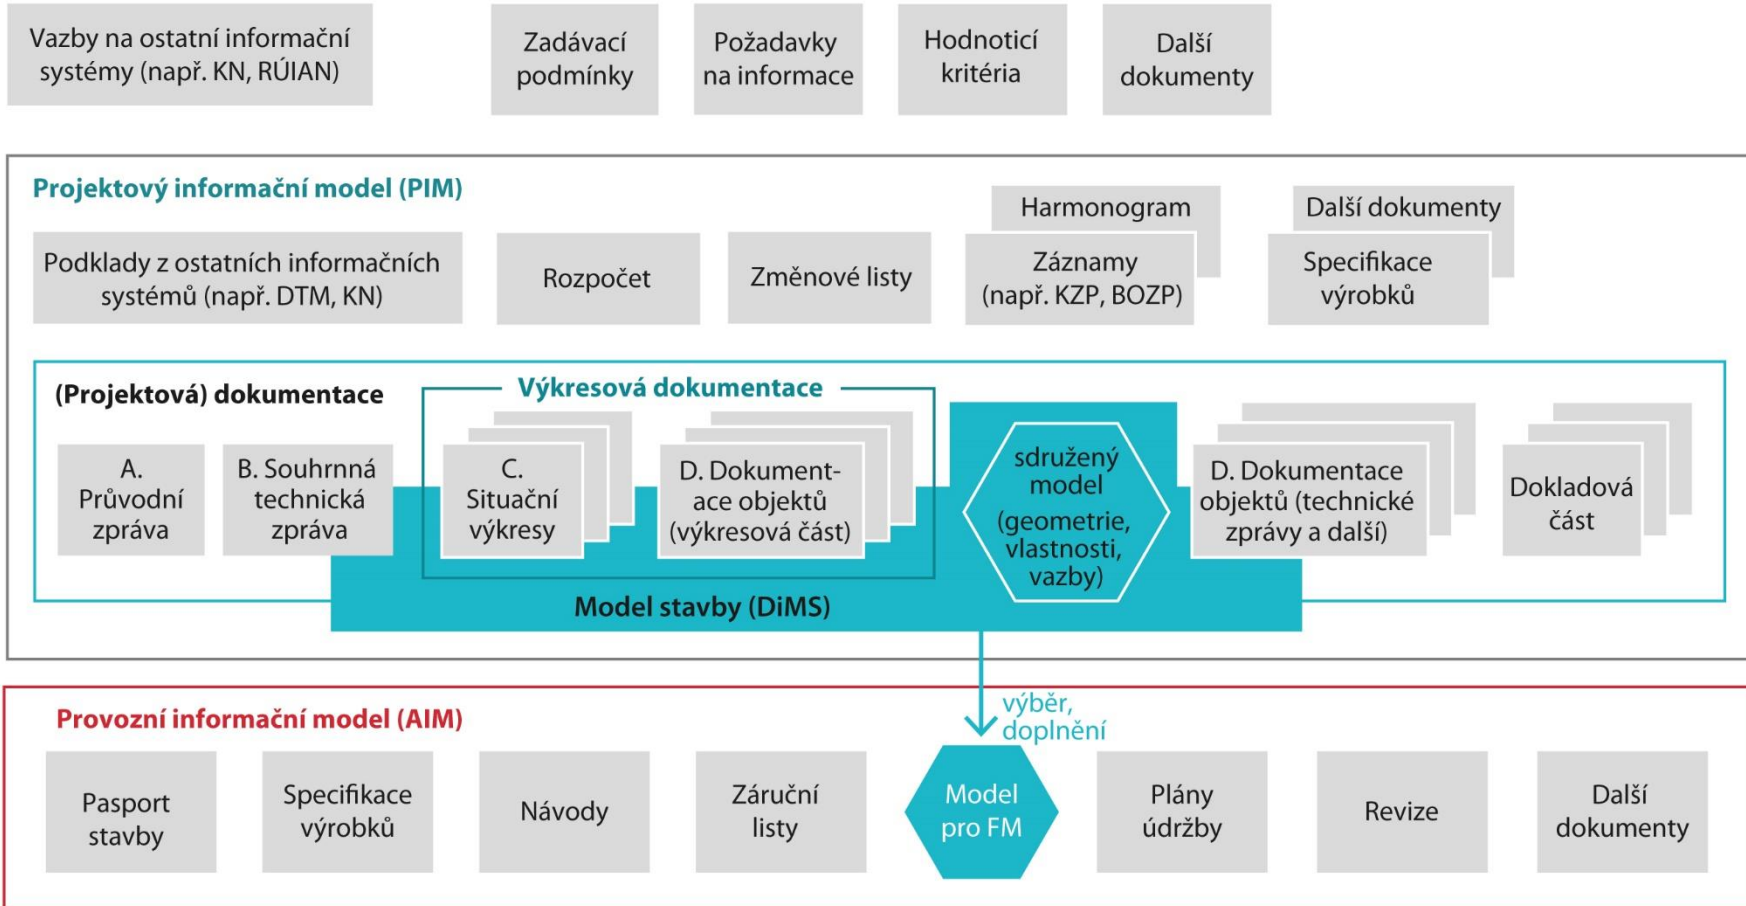 Vazby na ostatní informační
systémy (např. KN, RÚIAN)
Zadávací
podmínky
Požadavky
na informace
Hodnoticí
kritéria
Další
dokumenty
Projektový informační model (PIM)
Podklady z ostatních informačních
systémů (např. DTM, KN)
Rozpočet
Změnové listy
Harmonogram
Záznamy
(např. KZP, BOZP)
Další dokumenty
Specifikace
výrobků
(Projektová) dokumentace
Výkresová dokumentace
A.
Průvodní
zpráva
B. Souhrnná
technická
zpráva
C.
Situační
výkresy
D. Dokument-
ace objektů
(výkresová část)
sdružený
model
(geometrie,
vlastnosti,
vazby)
D. Dokumentace
objektů (technické
zprávy a další)
Dokladová
část
Model stavby (DiMS)
výběr,
doplnění
Provozní informační model (AIM)
Pasport
stavby
Specifikace
výrobků
Návody
Záruční
listy
Model
pro FM
Plány
údržby
Revize
Další
dokumenty